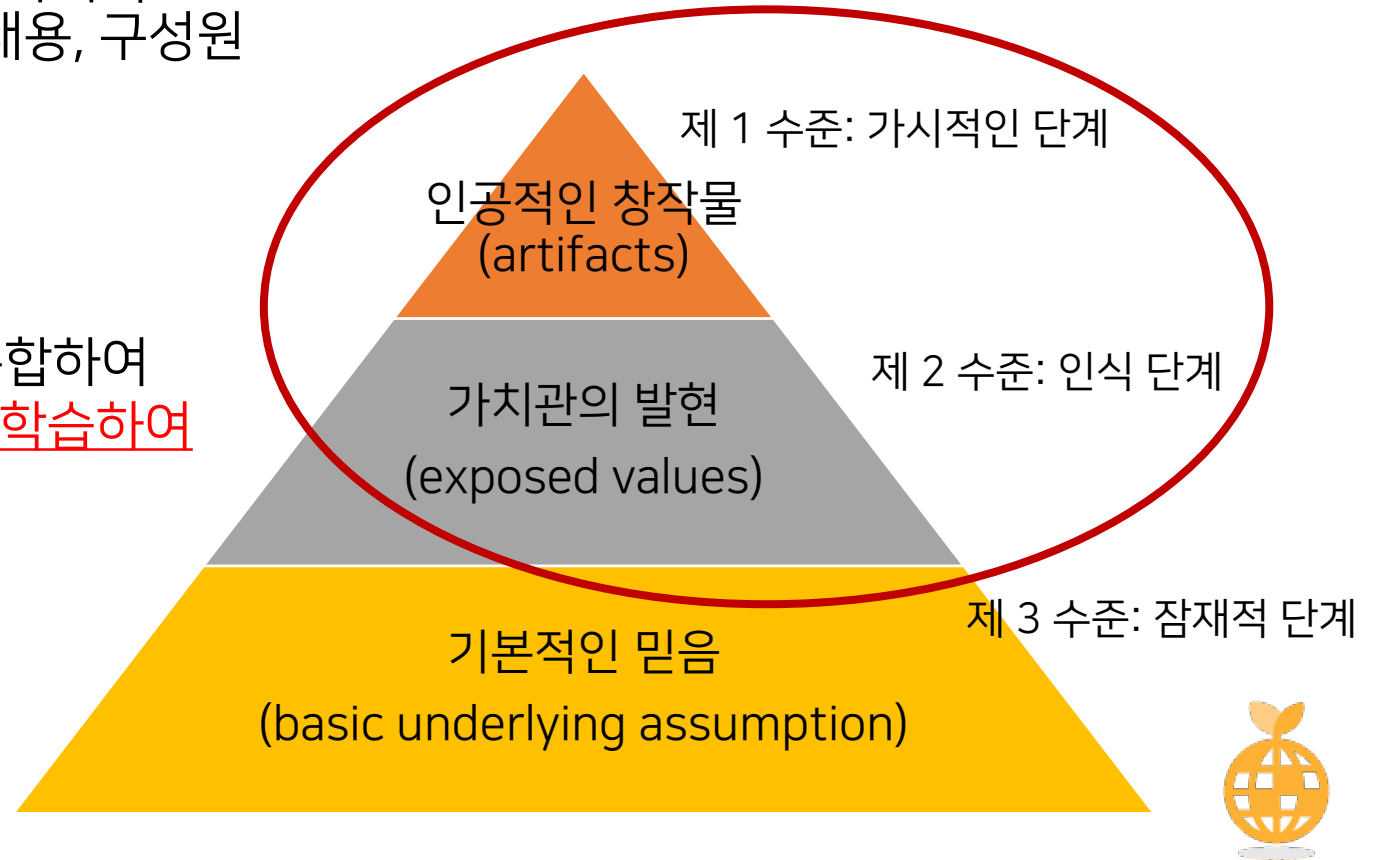 채용, 구성원
제 1 수준: 가시적인 단계
인공적인 창작물
(artifacts)
합하여
학습하여
제 2 수준: 인식 단계
가치관의 발현
(exposed values)
제 3 수준: 잠재적 단계
기본적인 믿음
(basic underlying assumption)